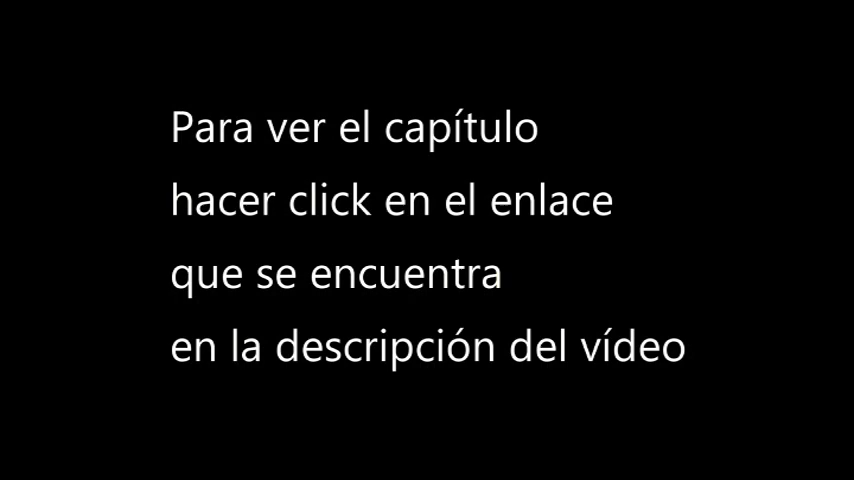 Para ver el capítulo
hacer click en el enlace
que se encuentra
en la descripción del vídeo